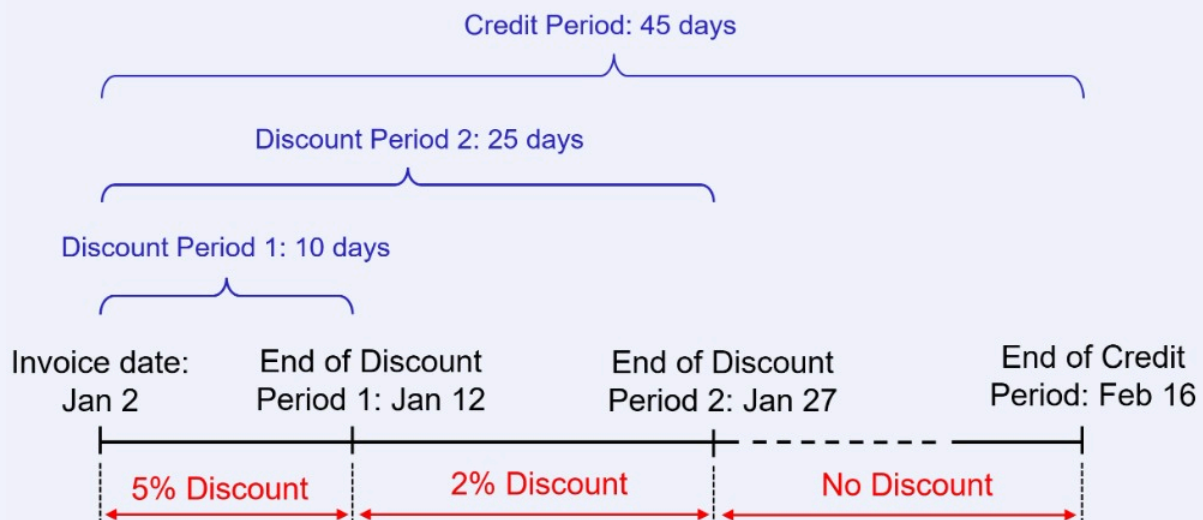 Credit Period: 45 days
Discount Period 2: 25 days
Discount Period 1: 10 days
Invoice date:
Jan 2
End of Discount
Period 1: Jan 12
End of Discount
Period 2: Jan 27
End of Credit
Period: Feb 16
5% Discount
2% Discount
No Discount